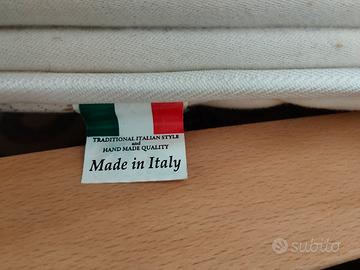 TRADITIONAL ITALIAN STYLE
and
HAND MADE QUALITY
Made in Italy
subito